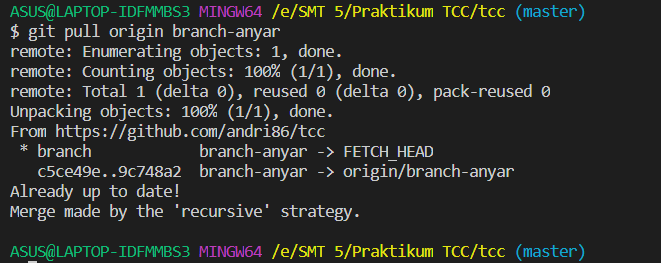 ASUS@LAPTOP-IDFMMBS3 MINGW64 /e/SMT 5/Praktikum TCC/tcc (master)
$ git pull origin branch-anyar
remote: Enumerating objects: 1, done.
remote: Counting objects: 100% (1/1), done.
remote: Total 1 (delta 0), reused 0 (delta 0), pack-reused 0
Unpacking objects: 100% (1/1), done.
From https://github.com/andri86/tcc
 * branch            branch-anyar -> FETCH_HEAD
   c5ce49e..9c748a2  branch-anyar -> origin/branch-anyar
Already up to date!
Merge made by the 'recursive' strategy.
ASUS@LAPTOP-IDFMMBS3 MINGW64 /e/SMT 5/Praktikum TCC/tcc (master)